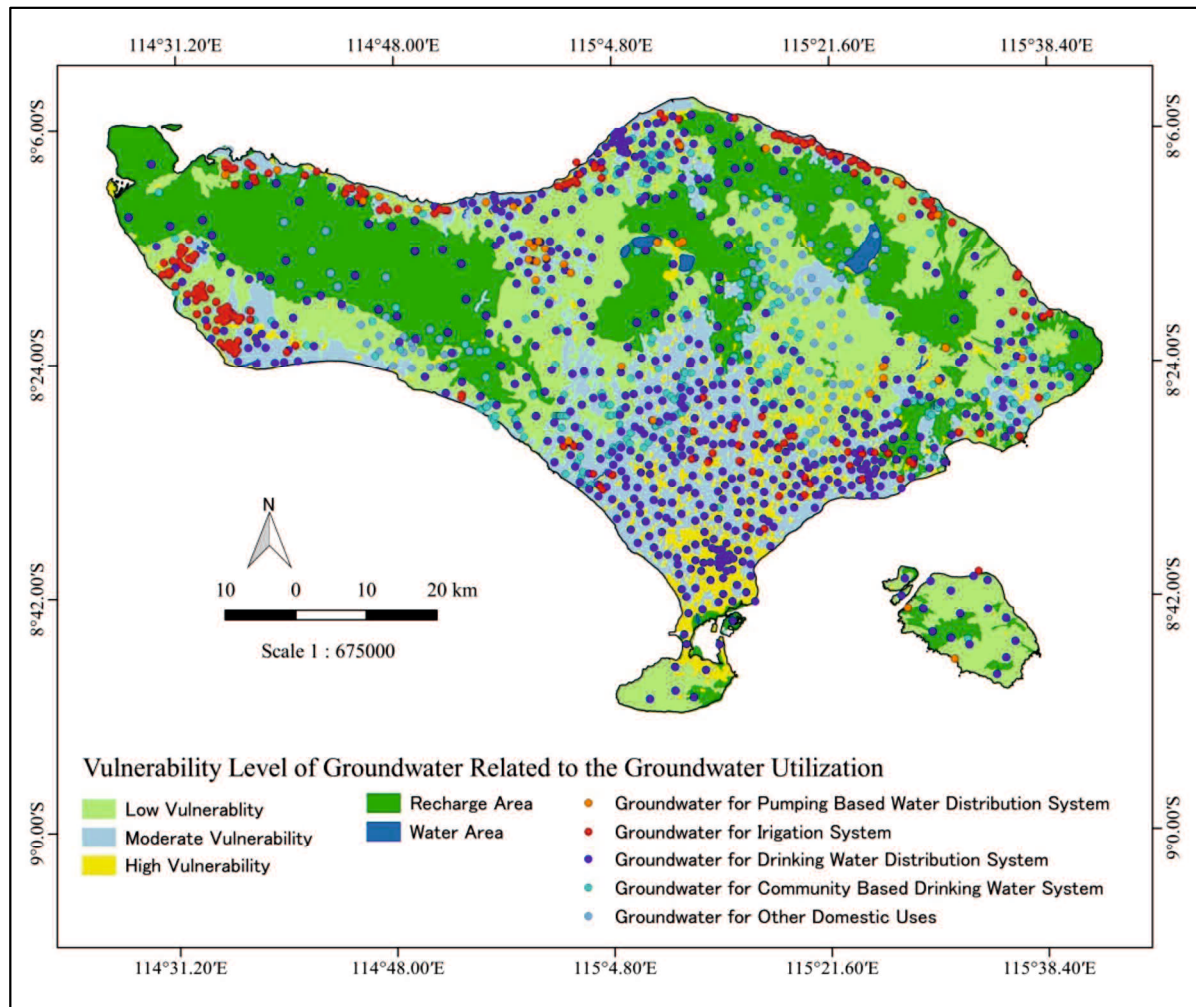 114°31.20′E 114°48.00′E 115°4.80′E 115°21.60′E 115°38.40′E
8°6.00′S 8°6.00′S
8°24.00′S 8°24.00′S
8°42.00′S 8°42.00′S
9°0.00′S 9°0.00′S
N
10 0 10 20 km
Scale 1 : 675000
Vulnerability Level of Groundwater Related to the Groundwater Utilization
Low Vulnerablity
Moderate Vulnerability
High Vulnerability
Recharge Area
Water Area
Groundwater for Pumping Based Water Distribution System
Groundwater for Irigation System
Groundwater for Drinking Water Distribution System
Groundwater for Community Based Drinking Water System
Groundwater for Other Domestic Uses
114°31.20′E 114°48.00′E 115°4.80′E 115°21.60′E 115°38.40′E